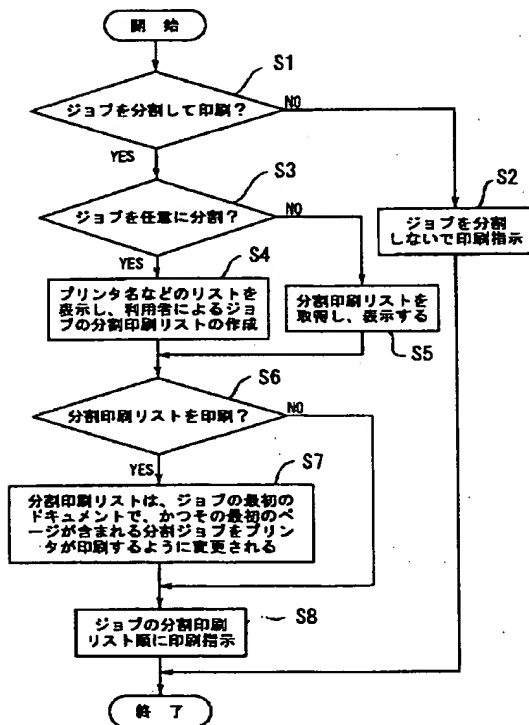 開 始
S1
ジョブを分割して印刷?
NO
YES
S3
S2
ジョブを任意に分割?
NO
ジョブを分割
しないで印刷指示
YES
S4
プリンタ名などのリストを
表示し、利用者によるジョ
ブの分割印刷リストの作成
分割印刷リストを
取得し、表示する
S5
S6
分割印刷リストを印刷?
NO
YES
S7
分割印刷リストは、ジョブの最初の
ドキュメントで、かつその最初のペ
ージが含まれる分割ジョブをプリン
タが印刷するように変更される
ジョブの分割印刷
リスト順に印刷指示
S8
終 了